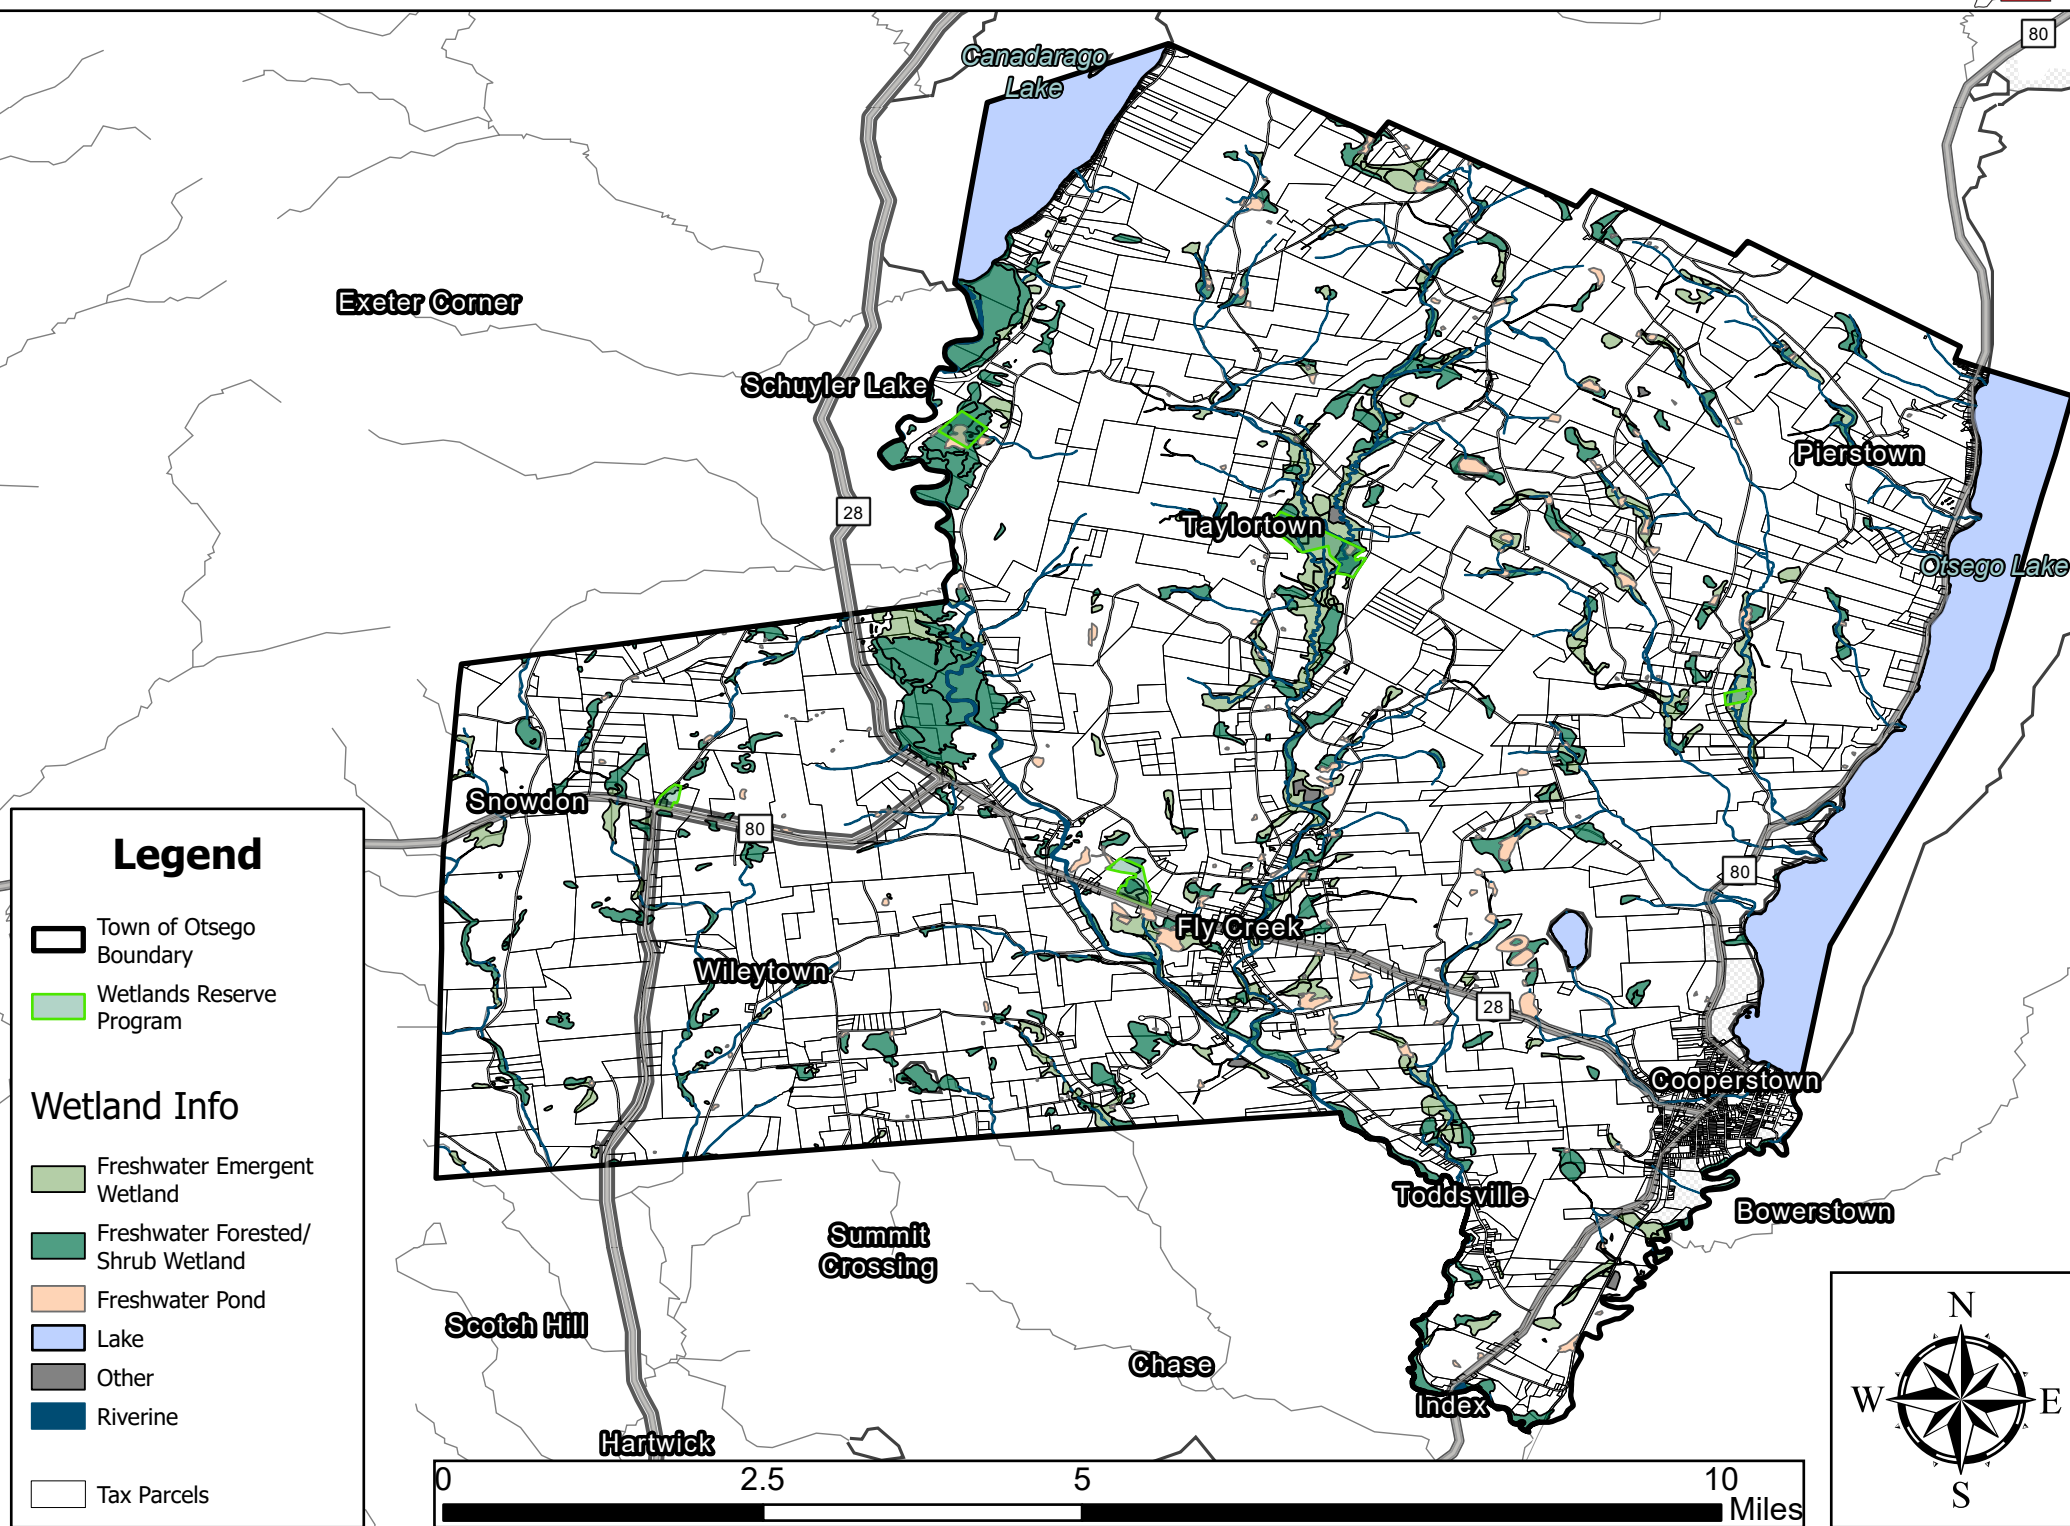 80
Canadarago
Lake
Exeter Corner
Schuyler Lake
Pierstown
28
Taylortown
Otsego Lake
Snowdon
80
80
Fly Creek
Wileytown
28
Cooperstown
Toddsville
Bowerstown
Summit
Crossing
Scotch Hill
Chase
Index
Hartwick
Legend
Town of Otsego
Boundary
Wetlands Reserve
Program
Wetland Info
Freshwater Emergent
Wetland
Freshwater Forested/
Shrub Wetland
Freshwater Pond
Lake
Other
Riverine
Tax Parcels
0 2.5 5 10
Miles
N
W E
S